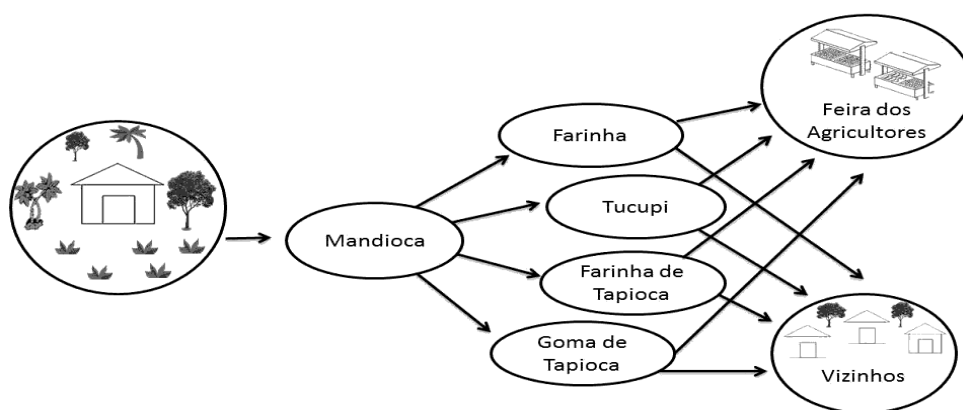 Mandioca
Farinha
Tucupi
Farinha de
Tapioca
Goma de
Tapioca
Feira dos
Agricultores
Vizinhos